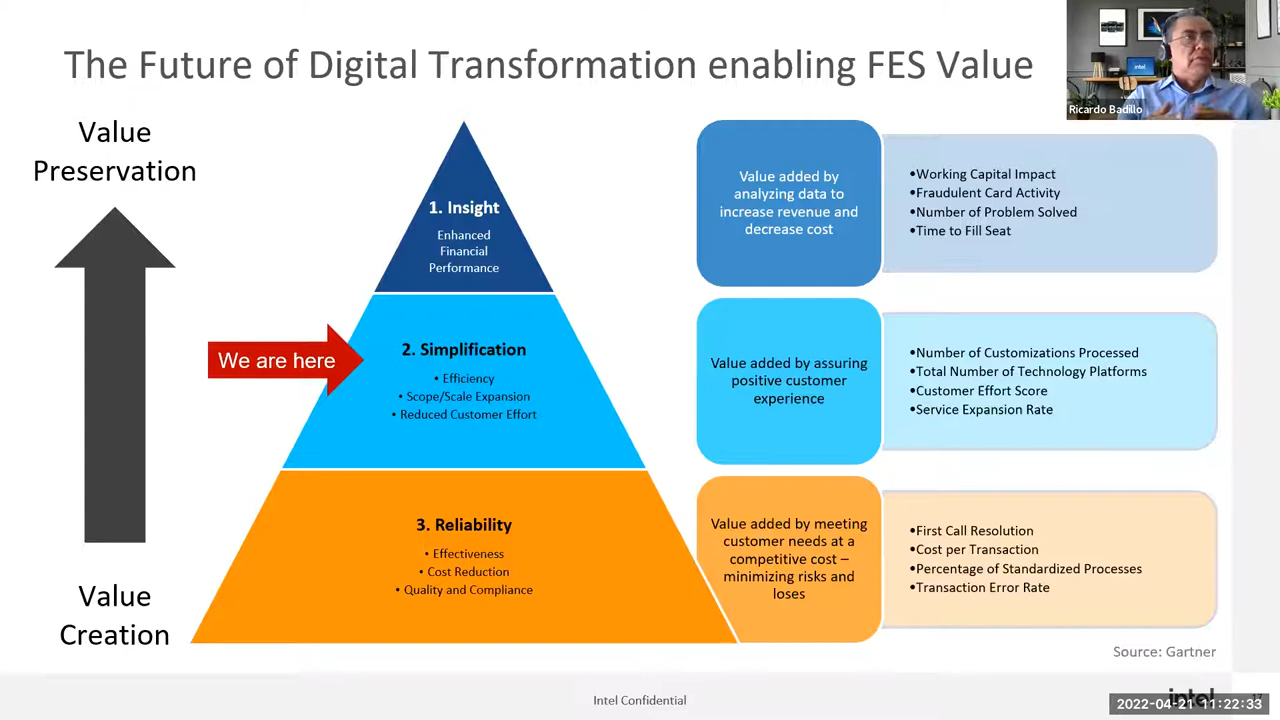 The Future of Digital Transformation enabling FES Value
Ricardo Badillo
intel
Value
Preservation
1. Insight
Enhanced
Financial
Performance
Value added by
analyzing data to
increase revenue and
decrease cost
•Working Capital Impact
•Fraudulent Card Activity
•Number of Problem Solved
•Time to Fill Seat
We are here
2. Simplification
• Efficiency
• Scope/Scale Expansion
• Reduced Customer Effort
Value added by assuring
positive customer
experience
•Number of Customizations Processed
•Total Number of Technology Platforms
•Customer Effort Score
•Service Expansion Rate
3. Reliability
• Effectiveness
• Cost Reduction
• Quality and Compliance
Value added by meeting
customer needs at a
competitive cost –
minimizing risks and
loses
•First Call Resolution
•Cost per Transaction
•Percentage of Standardized Processes
•Transaction Error Rate
Value
Creation
Source: Gartner
Intel Confidential
intel
17
2022-04-21 11:22:33